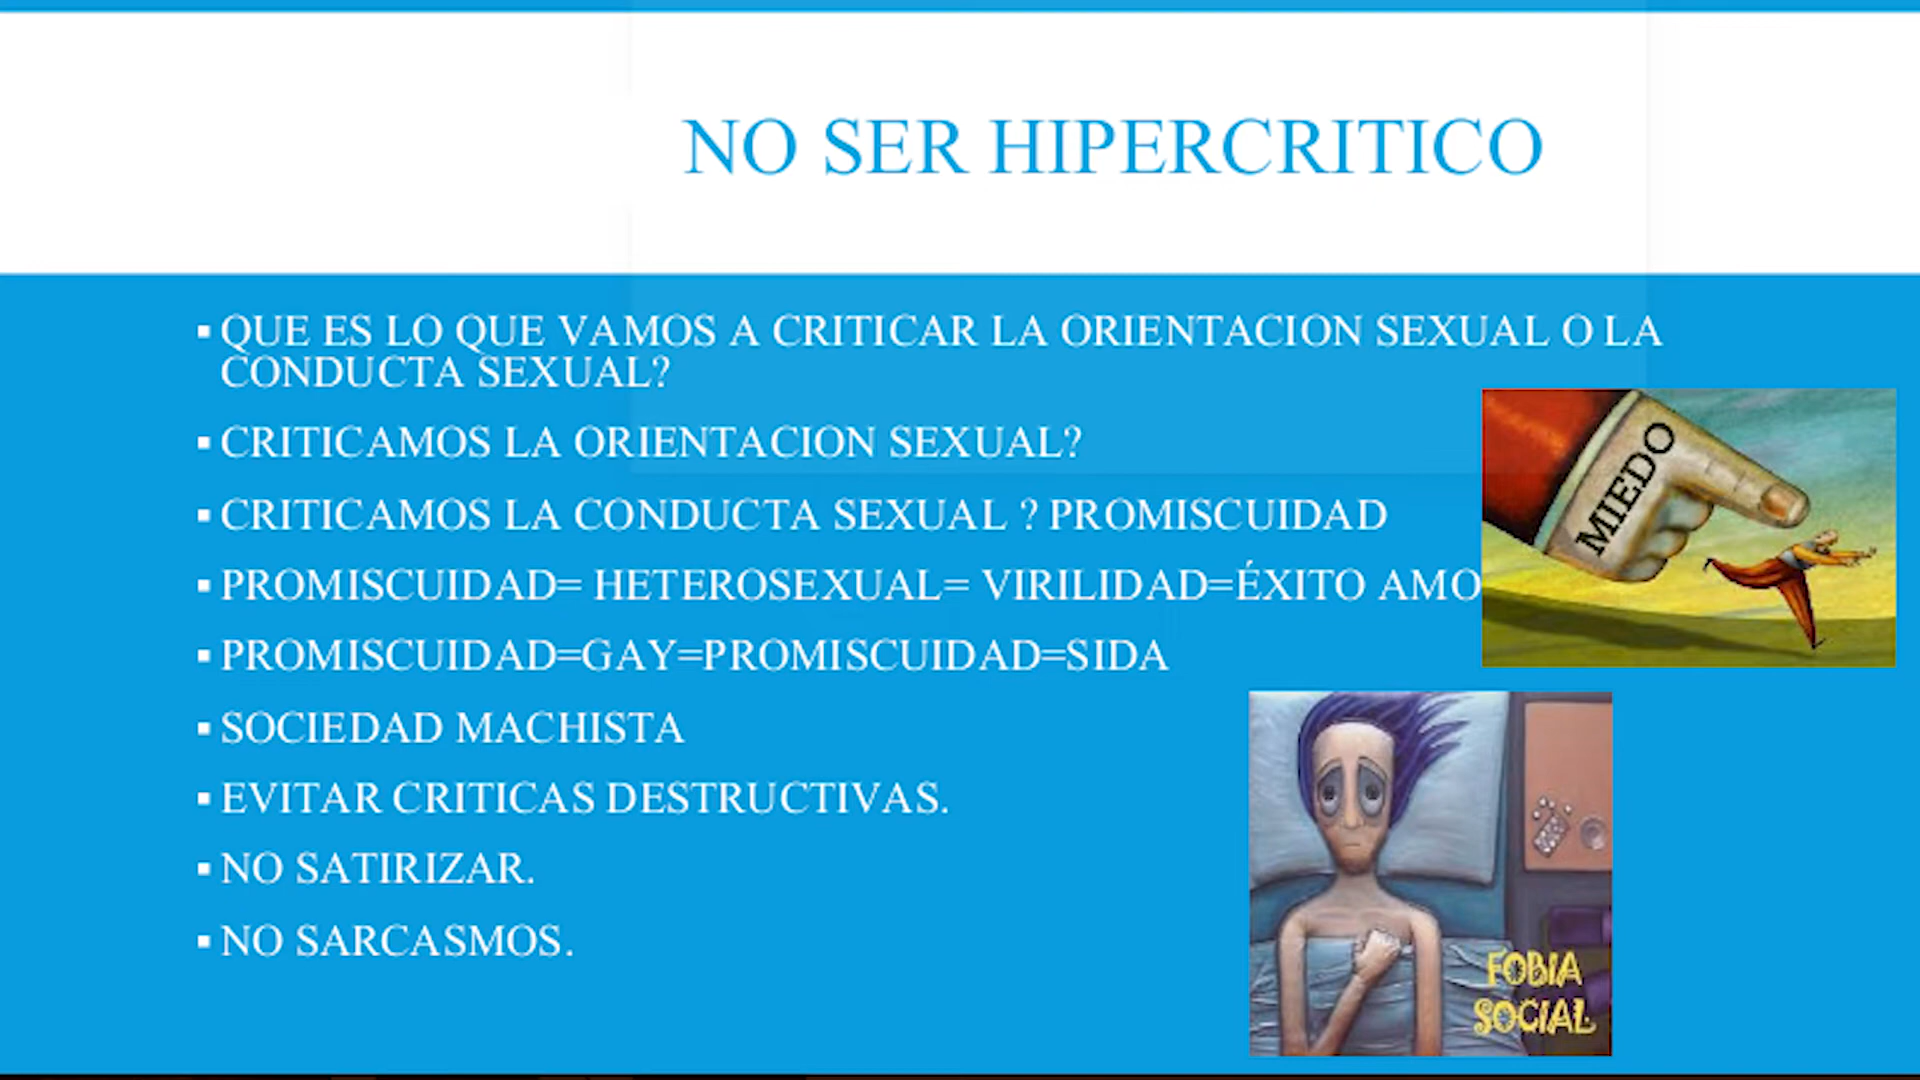 NO SER HIPERCRITICO
QUE ES LO QUE VAMOS A CRITICAR LA ORIENTACION SEXUAL O LA
CONDUCTA SEXUAL?
CRITICAMOS LA ORIENTACION SEXUAL?
CRITICAMOS LA CONDUCTA SEXUAL ? PROMISCUIDAD
PROMISCUIDAD= HETEROSEXUAL= VIRILIDAD=ÉXITO AMO
PROMISCUIDAD=GAY=PROMISCUIDAD=SIDA
SOCIEDAD MACHISTA
EVITAR CRITICAS DESTRUCTIVAS.
NO SATIRIZAR.
NO SARCASMOS.
MIEDO
FOBIA
SOCIAL